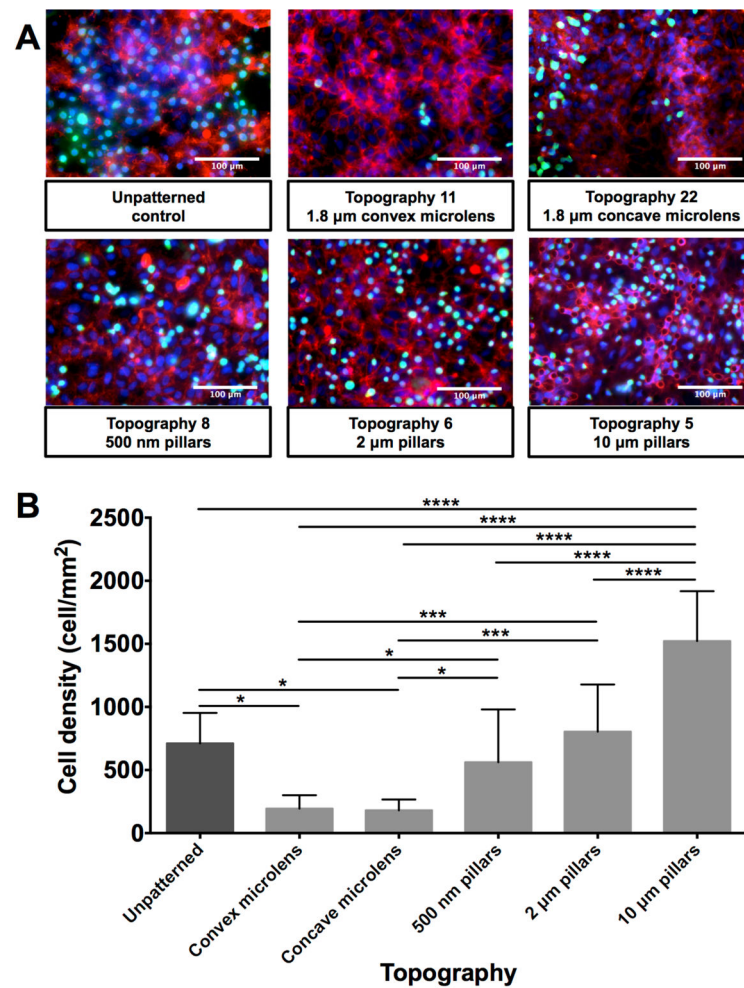 A
100 µm
100 µm
100 µm
Unpatterned
control
Topography 11
1.8 µm convex microlens
Topography 22
1.8 µm concave microlens
100 µm
100 µm
100 µm
Topography 8
500 nm pillars
Topography 6
2 µm pillars
Topography 5
10 µm pillars
B
Cell density (cell/mm²)
2500
2000
1500
1000
500
0
****
****
****
****
****
***
***
*
*
*
*
Unpatterned
Convex microlens
Concave microlens
500 nm pillars
2 µm pillars
10 µm pillars
Topography